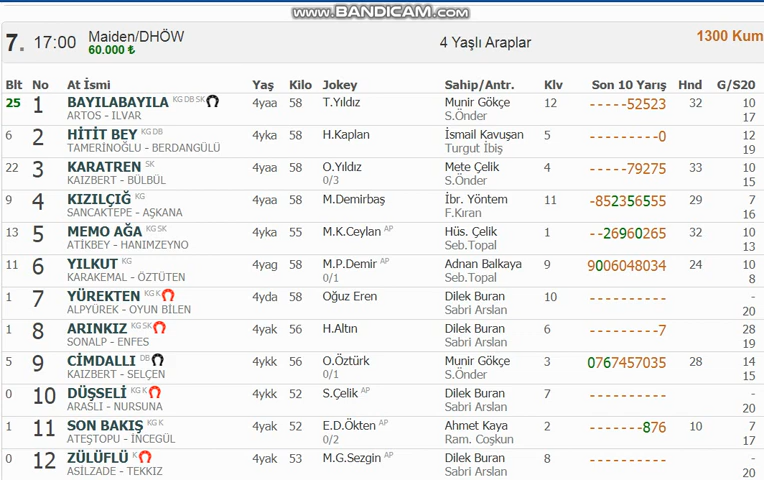 www.BANDICAM.com
7. 17:00 Maiden/DHÖW 4 Yaşlı Araplar 1300 Kum
60.000 ₺
Blt No At İsmi Yaş Kilo Jokey Sahip/Antr. Klv Son 10 Yarış Hnd G/S20
25 1 BAYILABAYILA KG DB SK 4yaa 58 T.Yıldız Munir Gökçe 12 -----52523 32 10
ARTOS - ILVAR S.Önder 17
6 2 HİTİT BEY KG DB 4yka 58 H.Kaplan İsmail Kavuşan 5 ---------0 12
TAMERİNOĞLU - BERDANGÜLÜ Turgut İbiş 19
22 3 KARATREN SK 4yaa 58 O.Yıldız Mete Çelik 4 -----79275 33 10
KAIZBERT - BÜLBÜL 0/3 S.Önder 15
9 4 KIZILÇIĞ KG 4yaa 58 M.Demirbaş İbr. Yöntem 11 -852356555 29 7
SANCAKTEPE - AŞKANA F.Kıran 16
13 5 MEMO AĞA KG SK 4yka 55 M.K.Ceylan AP Hüs. Çelik 1 --26960265 32 10
ATİKBEY - HANIMZEYNO Seb.Topal 13
11 6 YILKUT KG 4yag 58 M.P.Demir AP Adnan Balkaya 9 9006048034 24 10
KARAKEMAL - ÖZTÜTEN 0/1 Seb.Topal 8
1 7 YÜREKTEN KG K 4yda 58 Oğuz Eren Dilek Buran 10 ---------- -
ALPYÜREK - OYUN BİLEN Sabri Arslan 20
1 8 ARINKIZ KG SK 4yak 56 H.Altın Dilek Buran 6 ---------7 28
SONALP - ENFES Sabri Arslan 19
5 9 CİMDALLI DB 4ykk 56 O.Öztürk Munir Gökçe 3 0767457035 28 14
KAIZBERT - SELÇEN 0/1 S.Önder 15
0 10 DÜŞSELİ KG K 4ykk 52 S.Çelik AP Dilek Buran 7 ---------- -
ARASLI - NURSUNA Sabri Arslan 20
1 11 SON BAKIŞ KG K 4yak 52 E.D.Ökten AP Ahmet Kaya 2 -------876 10 7
ATEŞTOPU - İNCEGÜL 0/2 Ram. Coşkun 17
0 12 ZÜLÜFLÜ K 4yak 53 M.G.Sezgin AP Dilek Buran 8 ---------- -
ASİLZADE - TEKKIZ Sabri Arslan 20